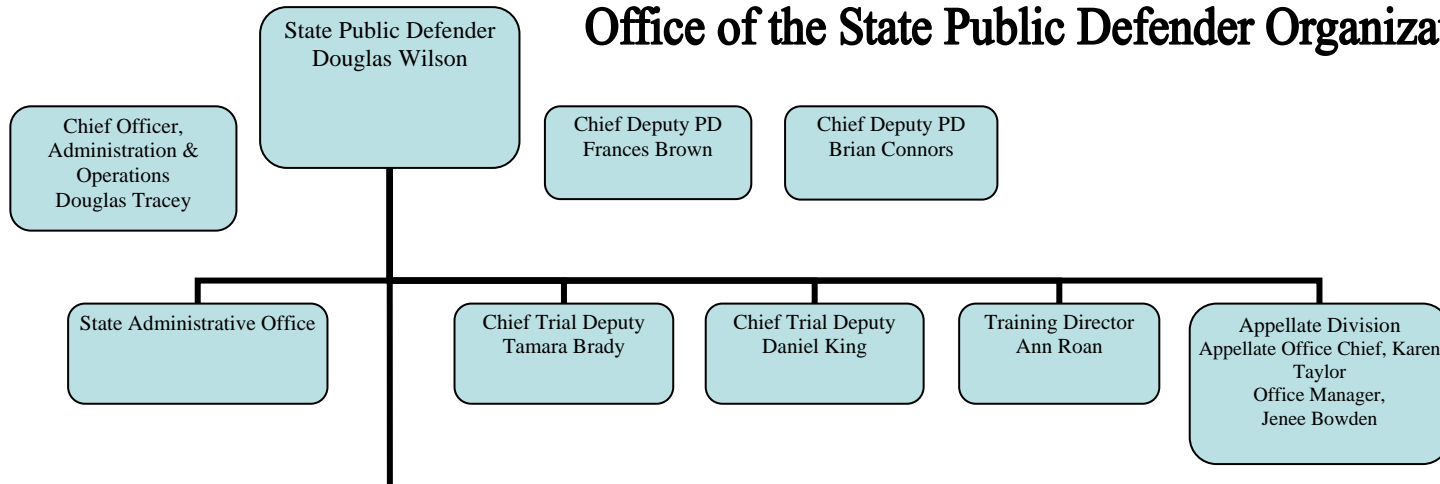 Office of the State Public Defender
State Public Defender
Douglas Wilson
Chief Officer,
Administration &
Operations
Douglas Tracey
Chief Deputy PD
Frances Brown
Chief Deputy PD
Brian Connors
State Administrative Office
Chief Trial Deputy
Tamara Brady
Chief Trial Deputy
Daniel King
Training Director
Ann Roan
Appellate Division
Appellate Office Chief, Karen
Taylor
Office Manager,
Jenee Bowden